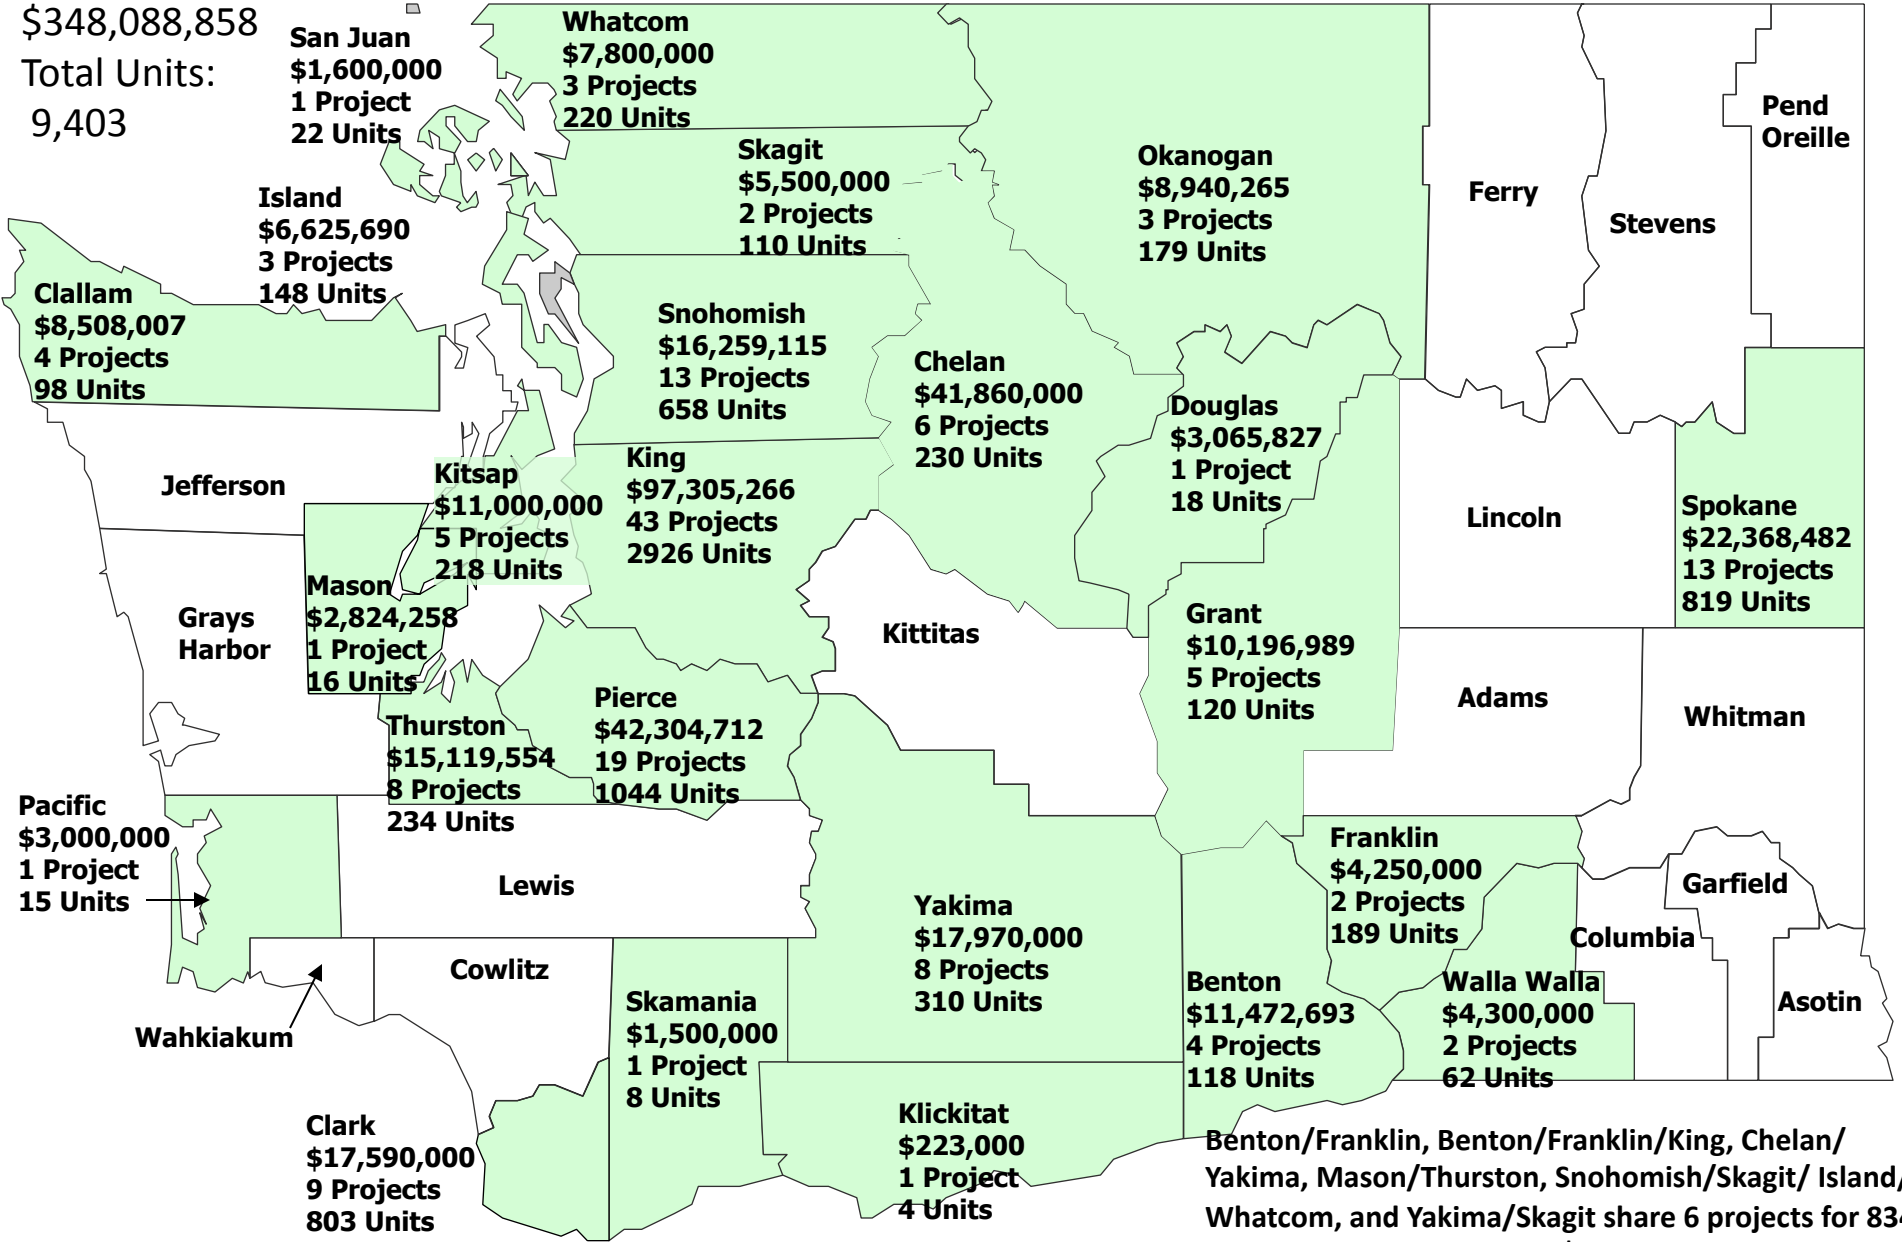 $348,088,858
Total Units:
9,403
San Juan
$1,600,000
1 Project
22 Units
Whatcom
$7,800,000
3 Projects
220 Units
Skagit
$5,500,000
2 Projects
110 Units
Okanogan
$8,940,265
3 Projects
179 Units
Ferry
Stevens
Pend
Oreille
Island
$6,625,690
3 Projects
148 Units
Clallam
$8,508,007
4 Projects
98 Units
Snohomish
$16,259,115
13 Projects
658 Units
Chelan
$41,860,000
6 Projects
230 Units
Douglas
$3,065,827
1 Project
18 Units
Jefferson
Kitsap
$11,000,000
5 Projects
218 Units
King
$97,305,266
43 Projects
2926 Units
Lincoln
Spokane
$22,368,482
13 Projects
819 Units
Mason
$2,824,258
1 Project
16 Units
Grays
Harbor
Kittitas
Grant
$10,196,989
5 Projects
120 Units
Adams
Whitman
Thurston
$15,119,554
8 Projects
234 Units
Pierce
$42,304,712
19 Projects
1044 Units
Pacific
$3,000,000
1 Project
15 Units
Lewis
Yakima
$17,970,000
8 Projects
310 Units
Franklin
$4,250,000
2 Projects
189 Units
Garfield
Columbia
Cowlitz
Wahkiakum
Skamania
$1,500,000
1 Project
8 Units
Benton
$11,472,693
4 Projects
118 Units
Walla Walla
$4,300,000
2 Projects
62 Units
Asotin
Clark
$17,590,000
9 Projects
803 Units
Klickitat
$223,000
1 Project
4 Units
Benton/Franklin, Benton/Franklin/King, Chelan/
Yakima, Mason/Thurston, Snohomish/Skagit/ Island/
Whatcom, and Yakima/Skagit share 6 projects for